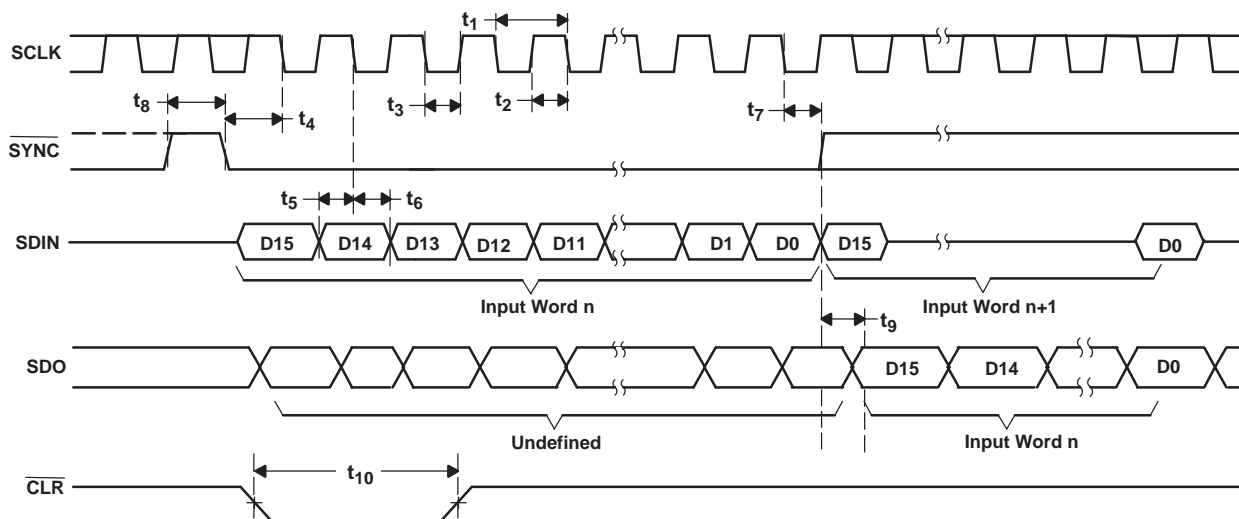 t1
SCLK
t8
t4
t3
t2
t7
SYNC
t5
t6
SDIN
D15
D14
D13
D12
D11
D1
D0
D15
D0
Input Word n
Input Word n+1
t9
SDO
D15
D14
D0
Undefined
Input Word n
t10
CLR